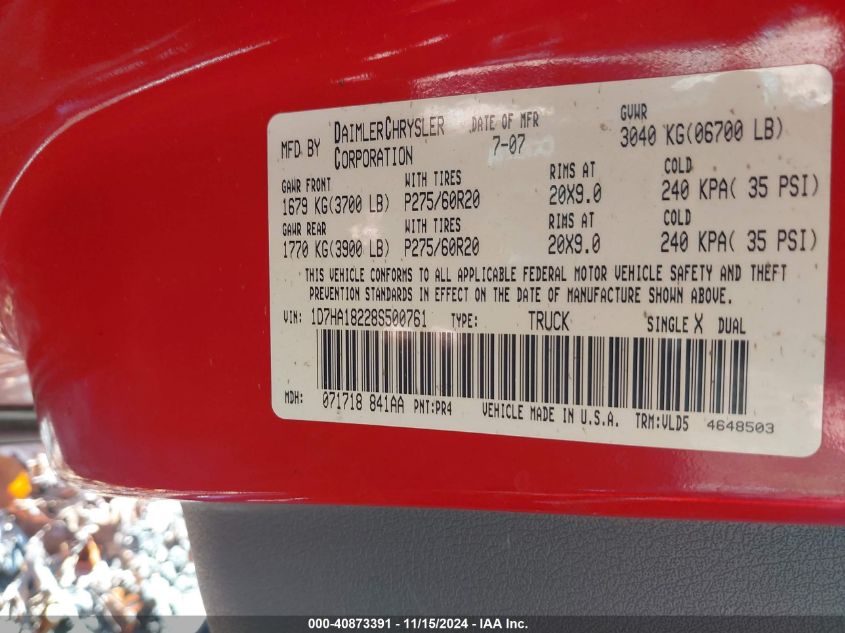 MFD BY DAIMLERCHRYSLER CORPORATION DATE OF MFR 7-07 GVWR 3040 KG(06700 LB)
GAWR FRONT WITH TIRES RIMS AT COLD
1679 KG(3700 LB) P275/60R20 20X9.0 240 KPA( 35 PSI)
GAWR REAR WITH TIRES RIMS AT COLD
1770 KG(3900 LB) P275/60R20 20X9.0 240 KPA( 35 PSI)
THIS VEHICLE CONFORMS TO ALL APPLICABLE FEDERAL MOTOR VEHICLE SAFETY AND THEFT
PREVENTION STANDARDS IN EFFECT ON THE DATE OF MANUFACTURE SHOWN ABOVE.
VIN: 1D7HA18228S500761 TYPE: TRUCK SINGLE X DUAL
MDH: 071718 841AA PNT:PR4 VEHICLE MADE IN U.S.A. TRM:VLD5 4648503
000-40873391 - 11/15/2024 - IAA Inc.